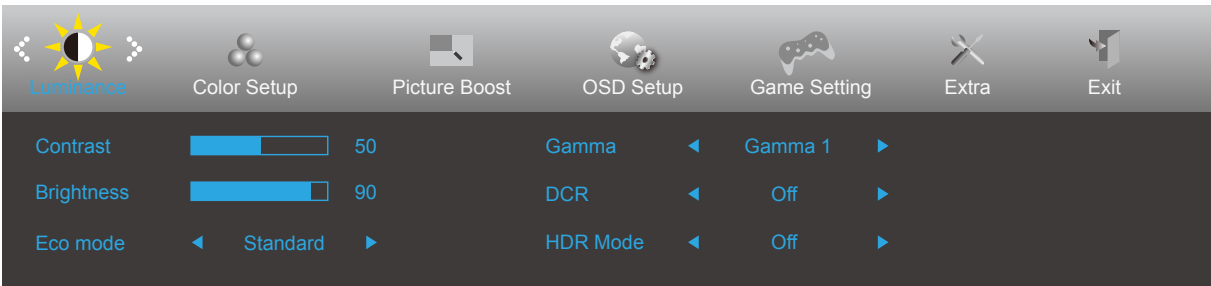 Luminance Color Setup Picture Boost OSD Setup Game Setting Extra Exit
Contrast 50 Gamma Gamma 1
Brightness 90 DCR Off
Eco mode Standard HDR Mode Off